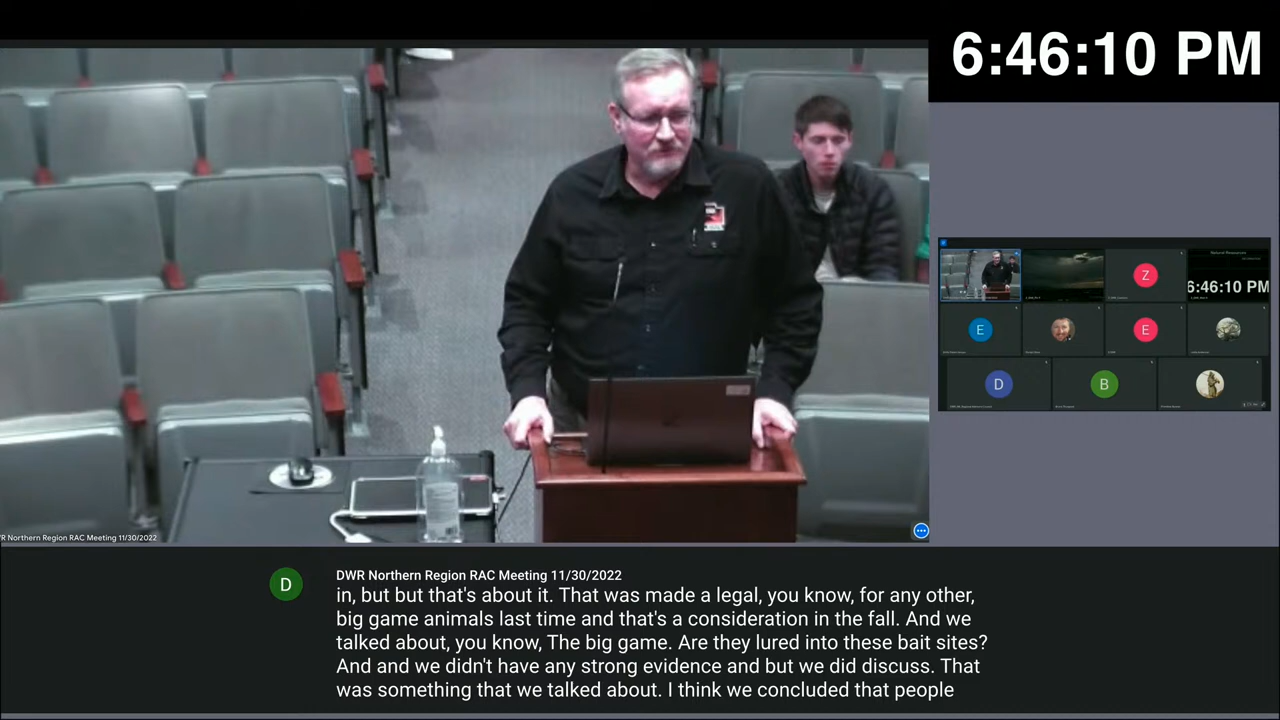 6:46:10 PM
Natural Resources
6:46:10 PM
Z
E
E
D
B
R Northern Region RAC Meeting 11/30/2022
D
DWR Northern Region RAC Meeting 11/30/2022
in, but but that's about it. That was made a legal, you know, for any other,
big game animals last time and that's a consideration in the fall. And we
talked about, you know, The big game. Are they lured into these bait sites?
And and we didn't have any strong evidence and but we did discuss. That
was something that we talked about. I think we concluded that people